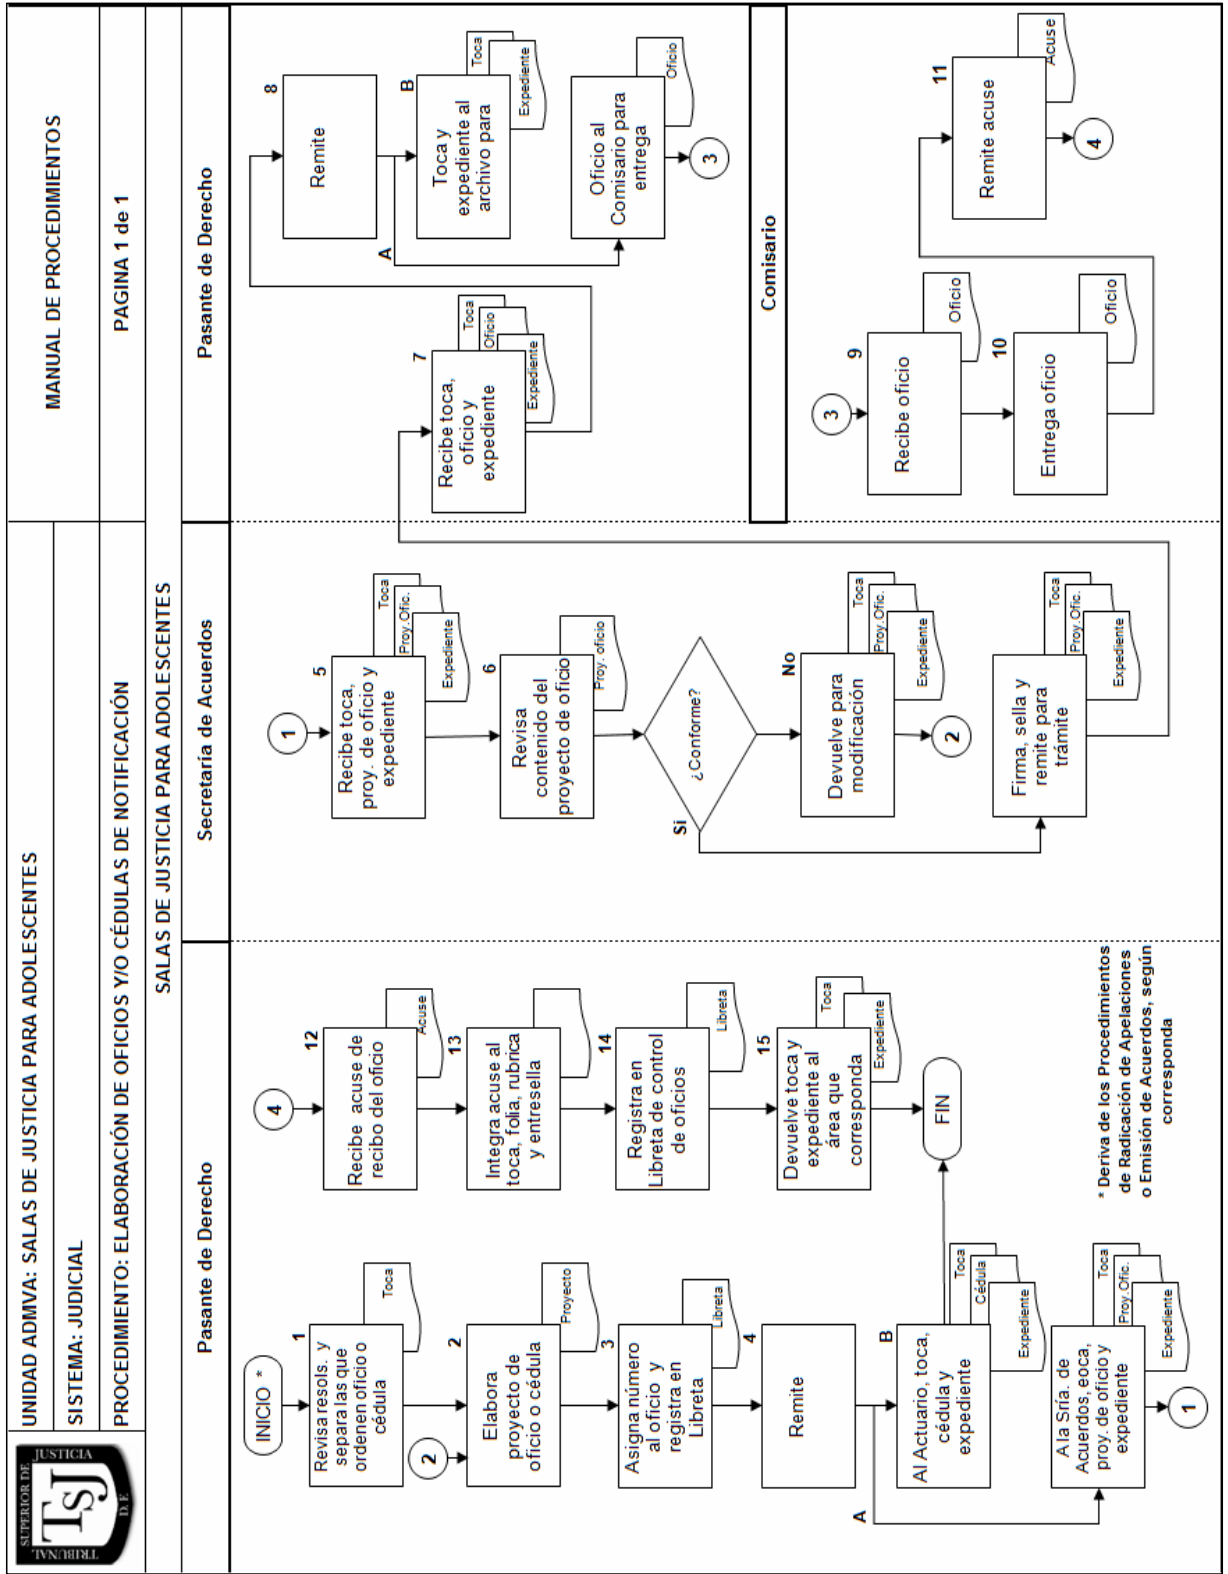 SUPERIOR DE
JUSTICIA
TRIBUNAL
TSJ
D. F.
UNIDAD ADMVA: SALAS DE JUSTICIA PARA ADOLESCENTES
MANUAL DE PROCEDIMIENTOS
SISTEMA: JUDICIAL
PROCEDIMIENTO: ELABORACIÓN DE OFICIOS Y/O CÉDULAS DE NOTIFICACIÓN
PAGINA 1 de 1
SALAS DE JUSTICIA PARA ADOLESCENTES
Pasante de Derecho
Secretaría de Acuerdos
Pasante de Derecho
INICIO *
1
Revisa resols. y
separa las que
ordenen oficio o
cédula
Toca
2
2
Elabora
proyecto de
oficio o cédula
Proyecto
3
Asigna número
al oficio y
registra en
Libreta
Libreta
4
Remite
A
B
Al Actuario, toca,
cédula y
expediente
Toca
Cédula
Expediente
A la Sría. de
Acuerdos, eoca,
proy. de oficio y
expediente
Toca
Proy.Ofic.
Expediente
1
4
12
Recibe acuse de
recibo del oficio
Acuse
13
Integra acuse al
toca, folia, rubrica
y entresella
14
Registra en
Libreta de control
de oficios
Libreta
15
Devuelve toca y
expediente al
área que
corresponda
Toca
Expediente
FIN
* Deriva de los Procedimientos
de Radicación de Apelaciones
o Emisión de Acuerdos, según
corresponda
1
5
Recibe toca,
proy. de oficio y
expediente
Toca
Proy.Ofic.
Expediente
6
Revisa
contenido del
proyecto de oficio
Proy. oficio
¿Conforme?
Si
No
Devuelve para
modificación
Toca
Proy.Ofic.
Expediente
2
Firma, sella y
remite para
trámite
Toca
Proy.Ofic.
Expediente
7
Recibe toca,
oficio y
expediente
Toca
Oficio
Expediente
8
Remite
A
B
Toca y
expediente al
archivo para
Toca
Expediente
Oficio al
Comisario para
entrega
Oficio
3
Comisario
3
9
Recibe oficio
Oficio
10
Entrega oficio
Oficio
11
Remite acuse
Acuse
4